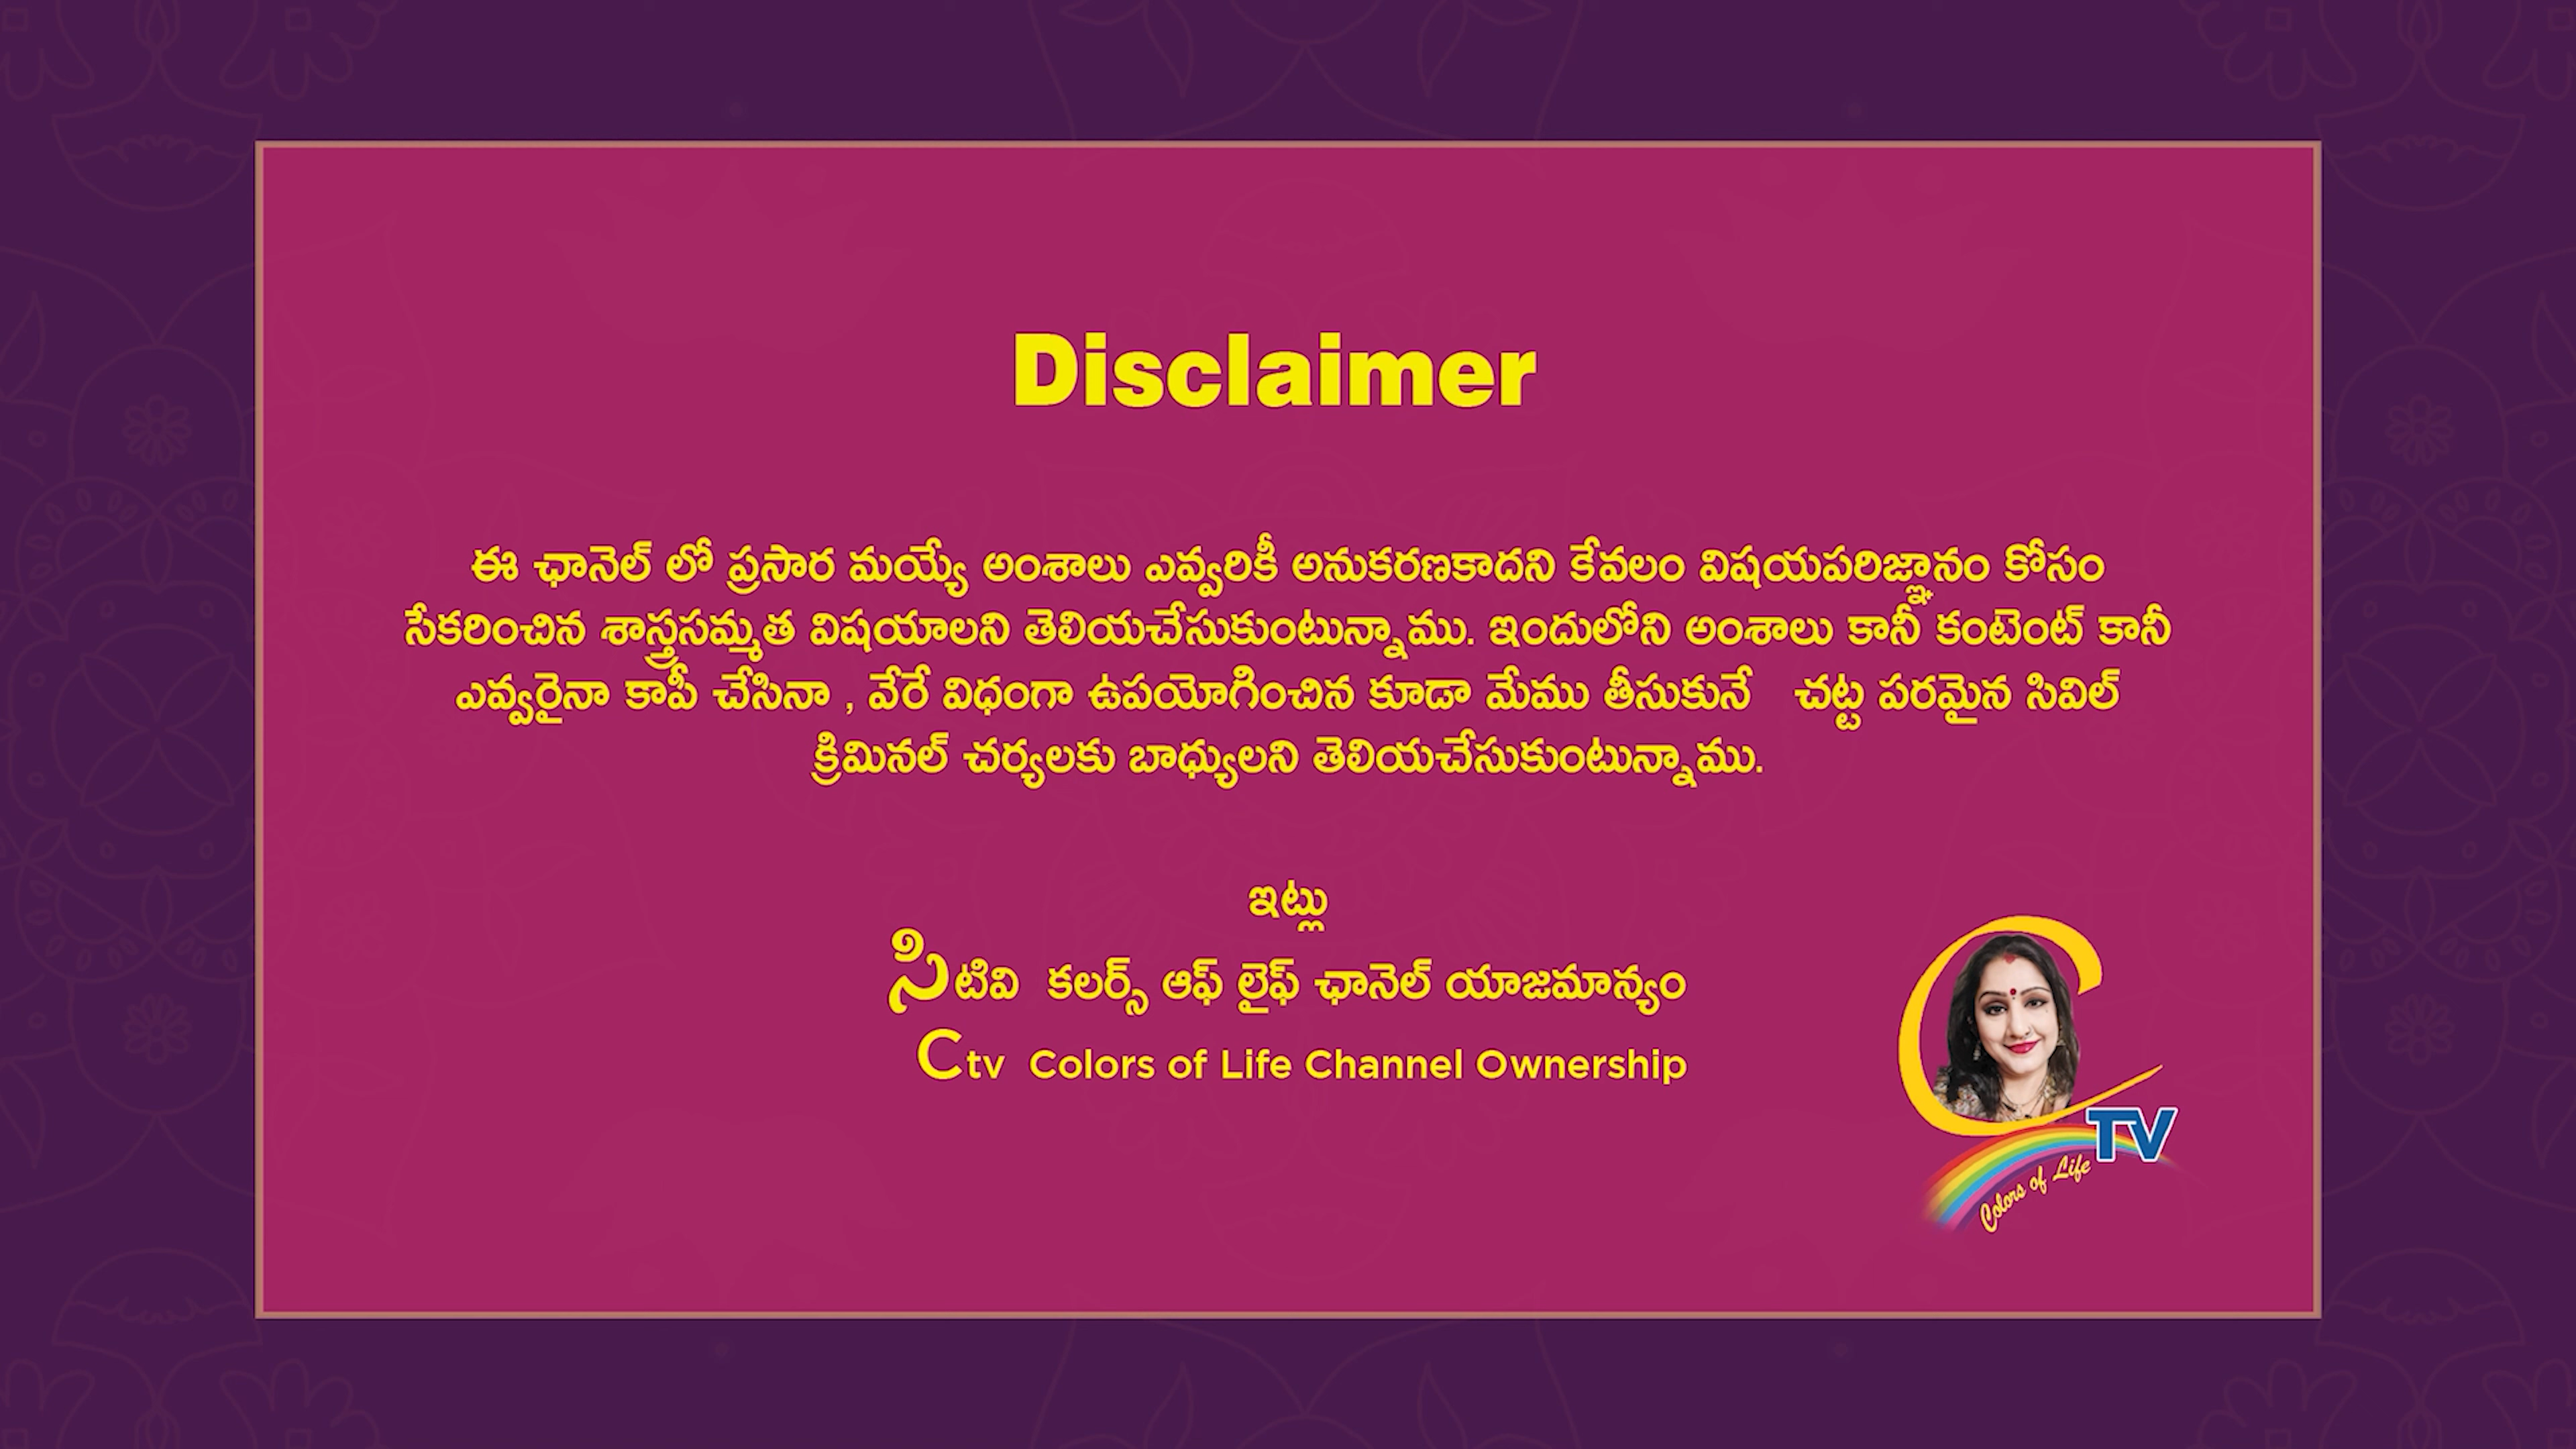 Disclaimer
ఈ ఛానెల్ లో ప్రసార మయ్యే అంశాలు ఎవ్వరికీ అనుకరణకాదని కేవలం విషయపరిజ్ఞానం కోసం
సేకరించిన శాస్త్రసమ్మత విషయాలని తెలియచేసుకుంటున్నాము. ఇందులోని అంశాలు కానీ కంటెంట్ కానీ
ఎవ్వరైనా కాపీ చేసినా , వేరే విధంగా ఉపయోగించిన కూడా మేము తీసుకునే చట్ట పరమైన సివిల్
క్రిమినల్ చర్యలకు బాధ్యులని తెలియచేసుకుంటున్నాము.
ఇట్లు
సిటివి కలర్స్ ఆఫ్ లైఫ్ ఛానెల్ యాజమాన్యం
Ctv Colors of Life Channel Ownership
C TV
Colors of Life